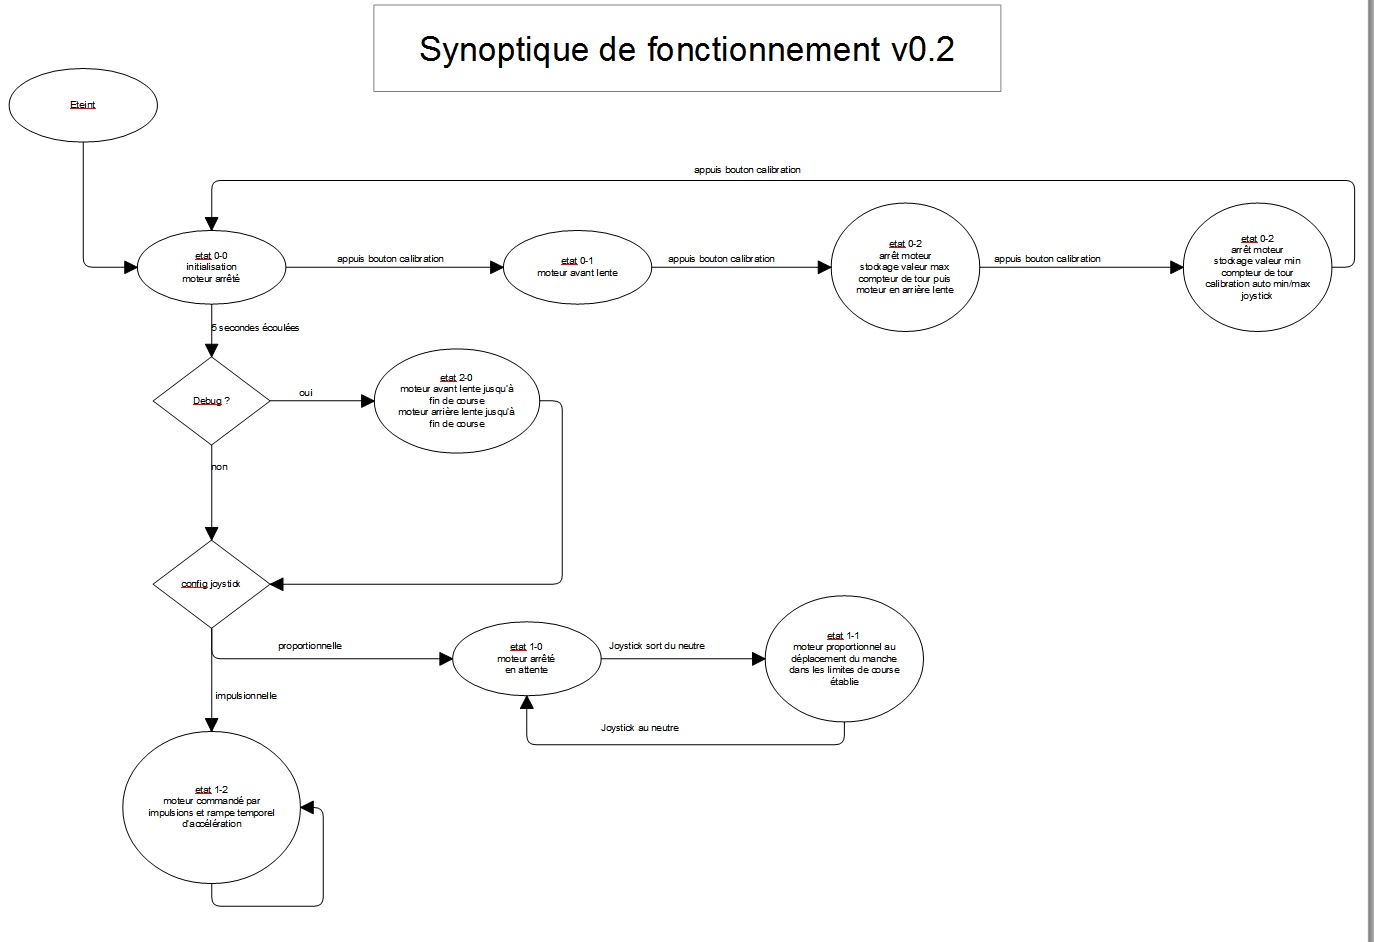 Synoptique de fonctionnement v0.2
Eteint
appuis bouton calibration
etat 0-0
initialisation
moteur arrêté
appuis bouton calibration
etat 0-1
moteur avant lente
appuis bouton calibration
etat 0-2
arrêt moteur
stockage valeur max
compteur de tour puis
moteur en arrière lente
appuis bouton calibration
etat 0-2
arrêt moteur
stockage valeur min
compteur de tour
calibration auto min/max
joystick
5 secondes écoulées
Debug ?
oui
etat 2-0
moteur avant lente jusqu'à
fin de course
moteur arrière lente jusqu'à
fin de course
non
config joystick
proportionnelle
etat 1-0
moteur arrêté
en attente
Joystick sort du neutre
etat 1-1
moteur proportionnel au
déplacement du manche
dans les limites de course
établie
Joystick au neutre
impulsionnelle
etat 1-2
moteur commandé par
impulsions et rampe temporel
d'accélération